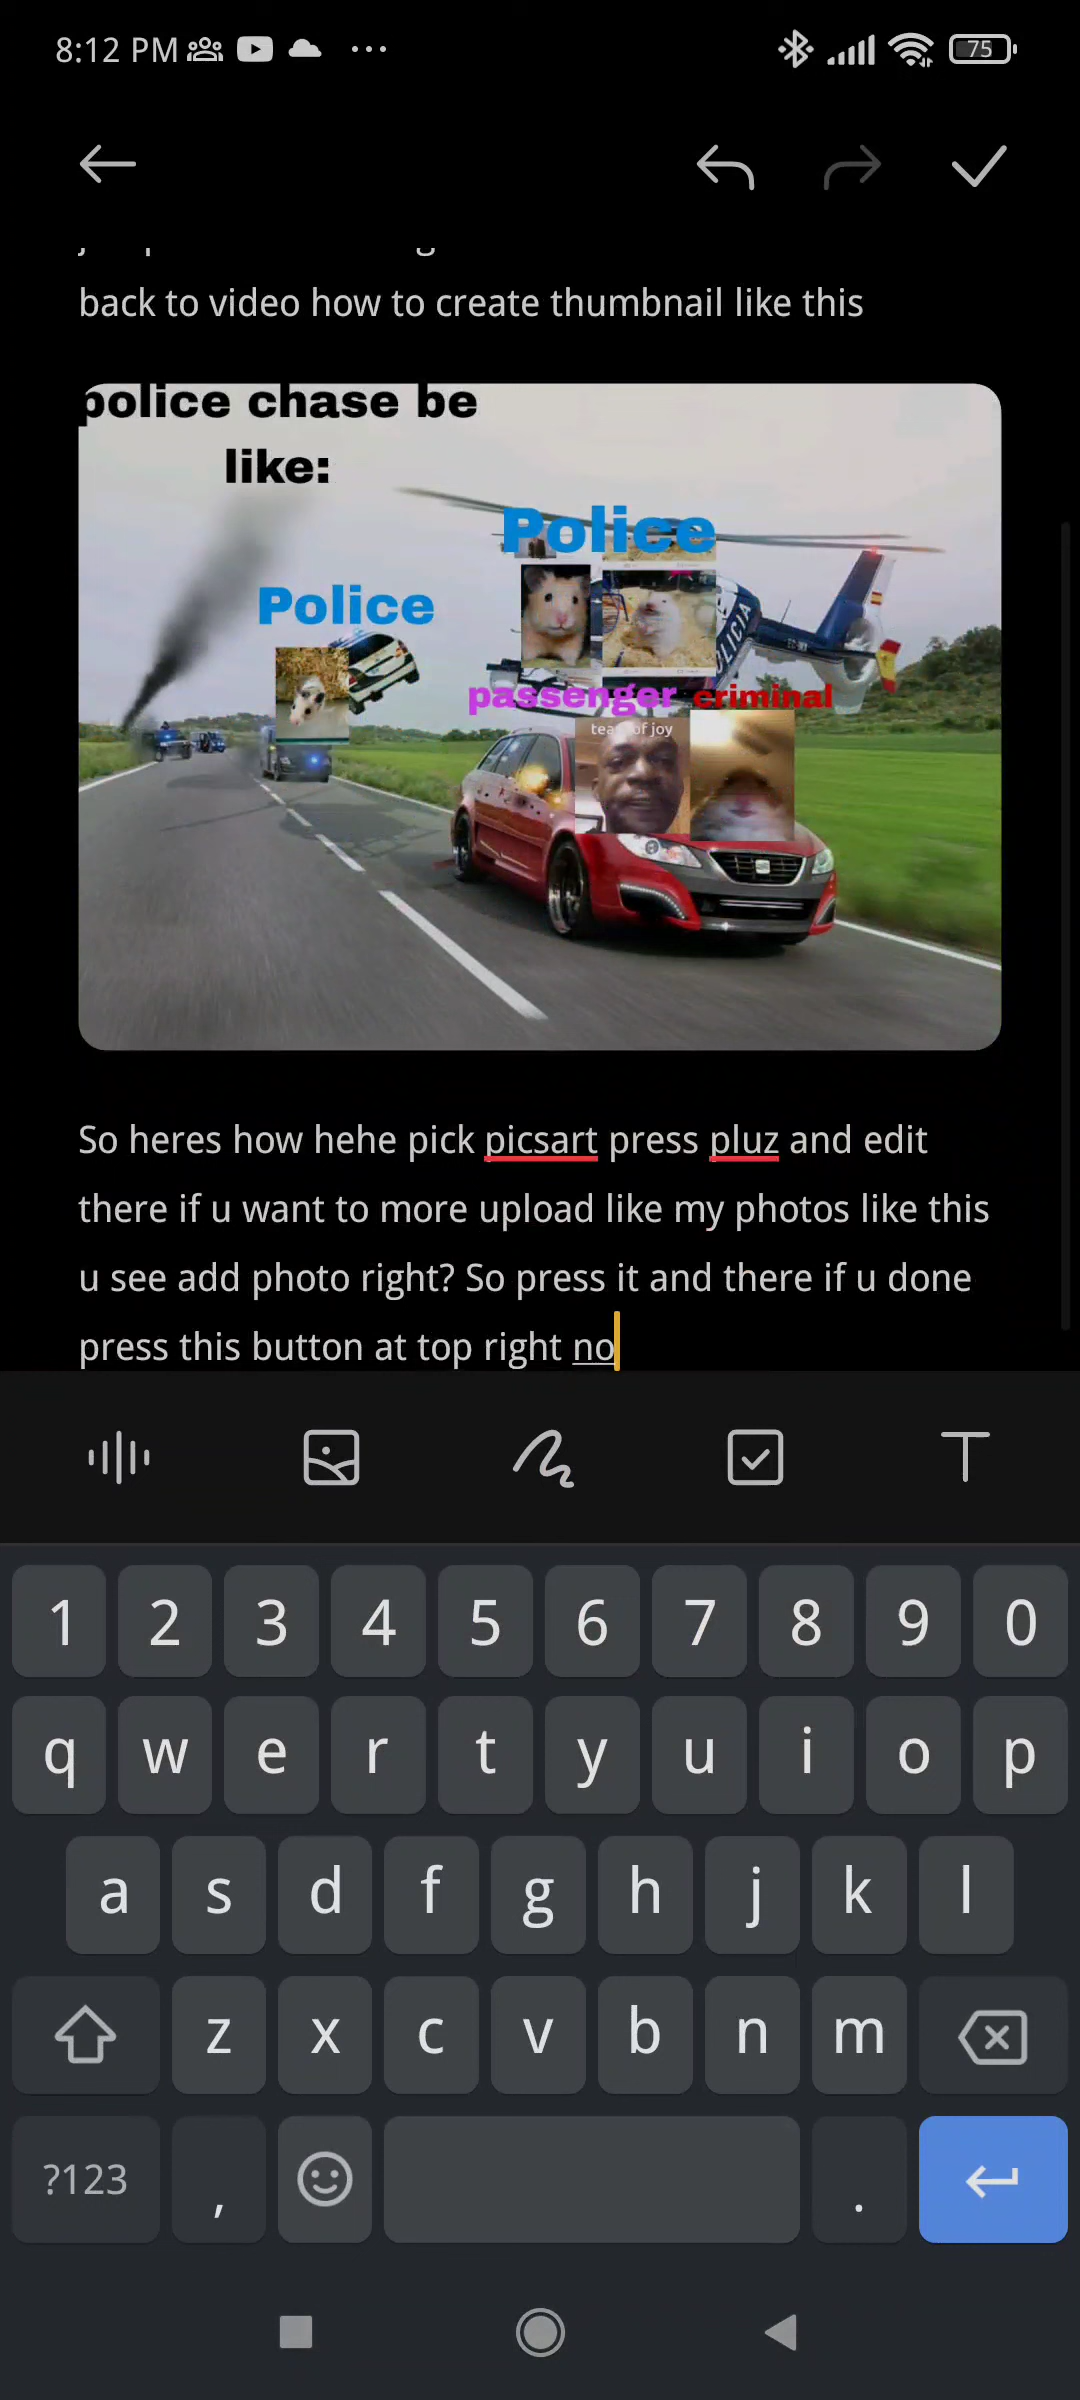 8:12 PM
75
back to video how to create thumbnail like this
police chase be
like:
Police
Police
POLICIA
passenger criminal
tears of joy
So heres how hehe pick picsart press pluz and edit
there if u want to more upload like my photos like this
u see add photo right? So press it and there if u done
press this button at top right no
1 2 3 4 5 6 7 8 9 0
q w e r t y u i o p
a s d f g h j k l
z x c v b n m
?123 , .